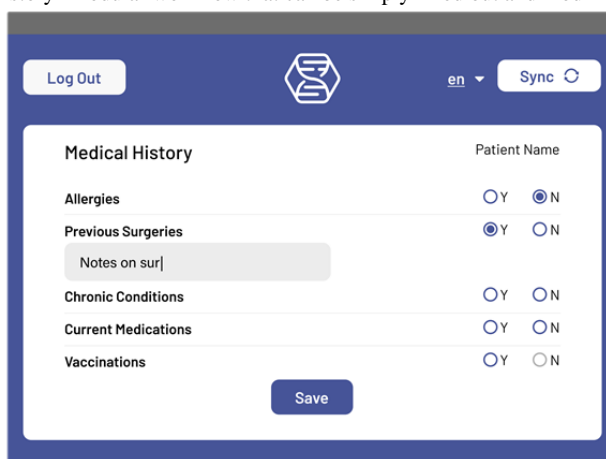 Log Out en Sync
Medical History Patient Name
Allergies Y N
Previous Surgeries Y N
Notes on sur
Chronic Conditions Y N
Current Medications Y N
Vaccinations Y N
Save